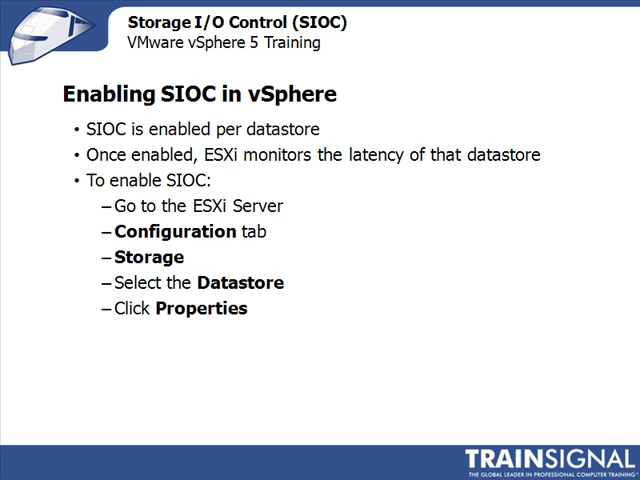 Storage I/O Control (SIOC)
VMware vSphere 5 Training
Enabling SIOC in vSphere
• SIOC is enabled per datastore
• Once enabled, ESXi monitors the latency of that datastore
• To enable SIOC:
– Go to the ESXi Server
– Configuration tab
– Storage
– Select the Datastore
– Click Properties
TRAINSIGNAL
THE GLOBAL LEADER IN PROFESSIONAL COMPUTER TRAINING